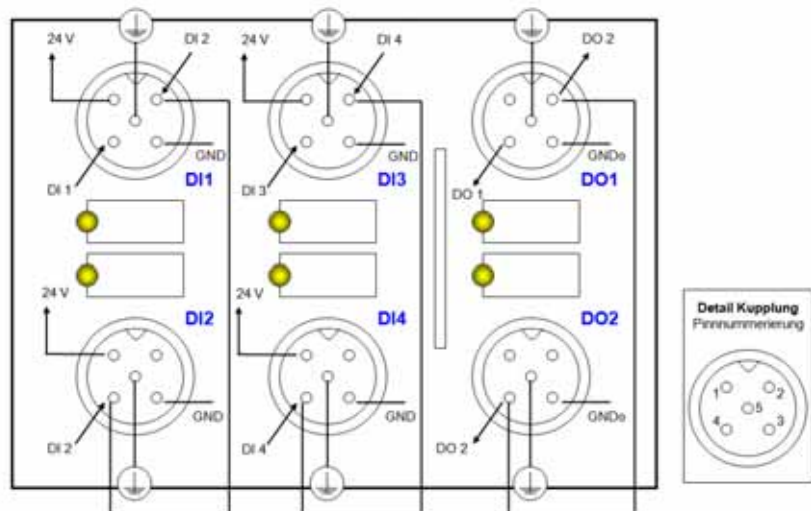 24 V
DI 2
24 V
DI 4
DO 2
GND
GND
GNDo
DI 1
DI1
DI 3
DI3
DO 1
DO1
24 V
24 V
DI2
DI4
DO2
Detail Kupplung
Pinnnummerierung
1
2
5
4
3
GND
GND
GNDo
DI 2
DI 4
DO 2